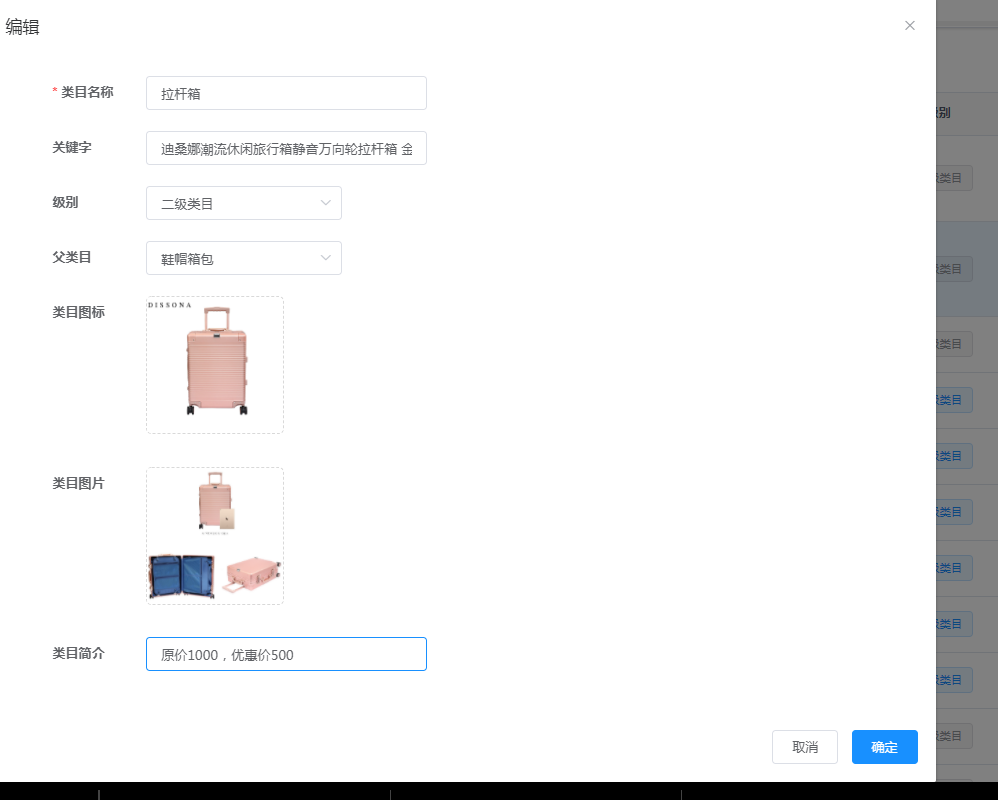 编辑
* 类目名称
拉杆箱
关键字
迪桑娜潮流休闲旅行箱静音万向轮拉杆箱 金
级别
二级类目
父类目
鞋帽箱包
类目图标
DISSONA
类目图片
类目简介
原价1000，优惠价500
取消
确定
别
类目
类目
类目
类目
类目
类目
类目
类目
类目
类目